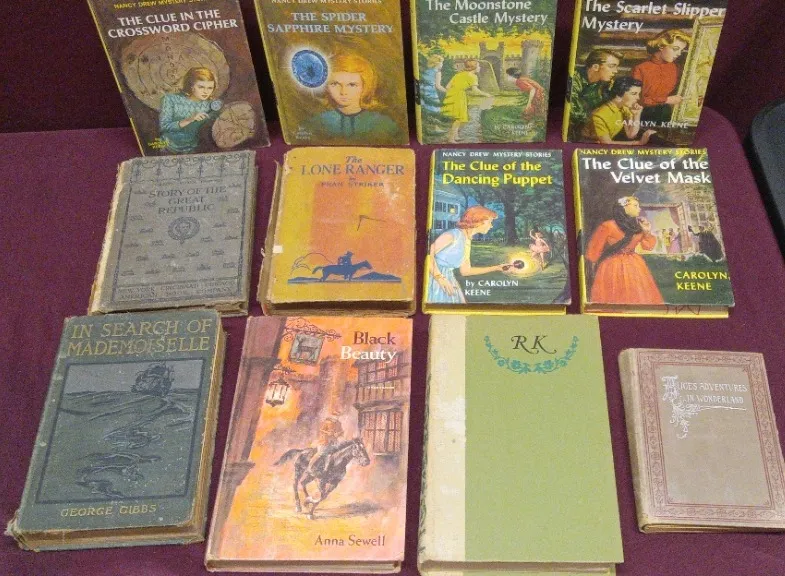 NANCY DREW MYSTERY STORIES
THE CLUE IN THE
CROSSWORD CIPHER
NANCY DREW MYSTERY STORIES
THE SPIDER
SAPPHIRE MYSTERY
The Moonstone
Castle Mystery
The Scarlet Slipper
Mystery
CAROLYN KEENE
STORY OF THE
GREAT
REPUBLIC
The
LONE RANGER
BY
FRAN STRIKER
NANCY DREW MYSTERY STORIES
The Clue of the
Dancing Puppet
by CAROLYN
KEENE
NANCY DREW MYSTERY STORIES
The Clue of the
Velvet Mask
CAROLYN
KEENE
IN SEARCH OF
MADEMOISELLE
GEORGE GIBBS
Black
Beauty
Anna Sewell
RK
ALICE'S ADVENTURES
IN WONDERLAND